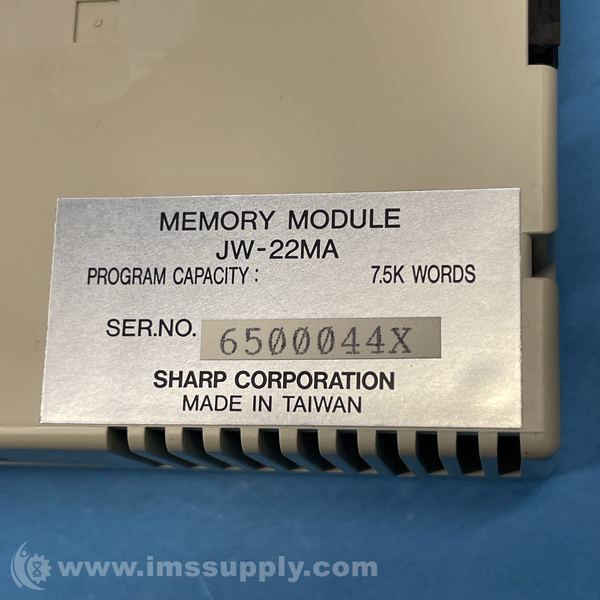 MEMORY MODULE
JW-22MA
PROGRAM CAPACITY: 7.5K WORDS
SER.NO. 6500044X
SHARP CORPORATION
MADE IN TAIWAN
www.imssupply.com